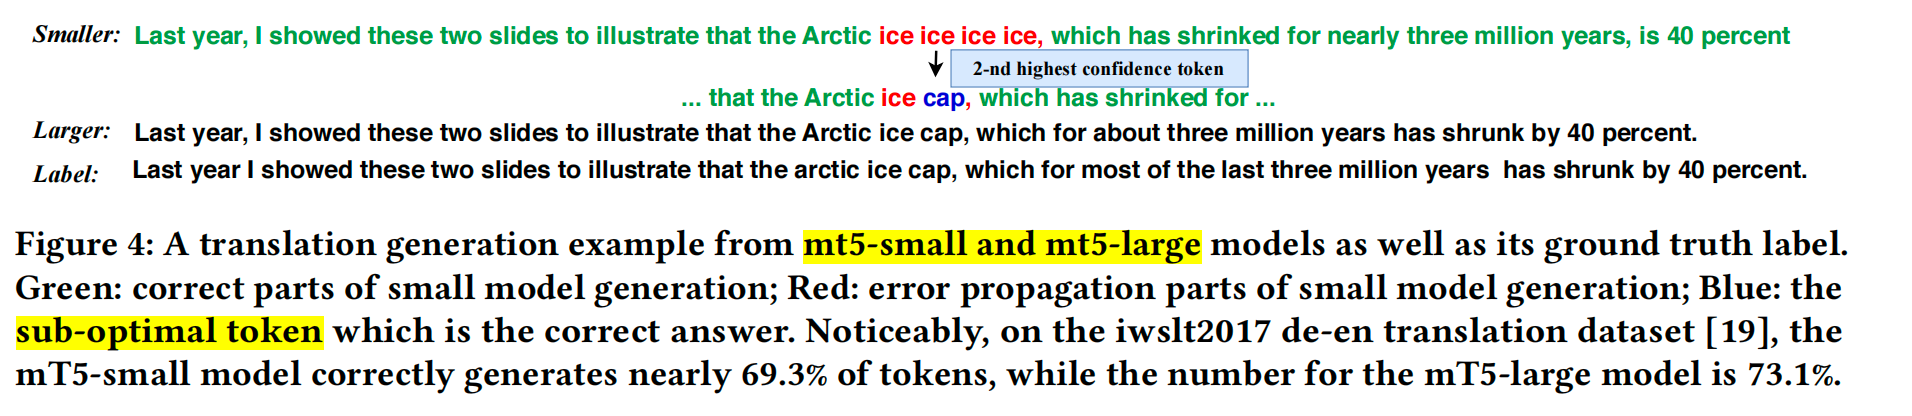 Smaller: Last year, I showed these two slides to illustrate that the Arctic ice ice ice ice, which has shrinked for nearly three million years, is 40 percent
2-nd highest confidence token
... that the Arctic ice cap, which has shrinked for ...
Larger: Last year, I showed these two slides to illustrate that the Arctic ice cap, which for about three million years has shrunk by 40 percent.
Label: Last year I showed these two slides to illustrate that the arctic ice cap, which for most of the last three million years has shrunk by 40 percent.
Figure 4: A translation generation example from mt5-small and mt5-large models as well as its ground truth label.
Green: correct parts of small model generation; Red: error propagation parts of small model generation; Blue: the
sub-optimal token which is the correct answer. Noticeably, on the iwslt2017 de-en translation dataset [19], the
mT5-small model correctly generates nearly 69.3% of tokens, while the number for the mT5-large model is 73.1%.